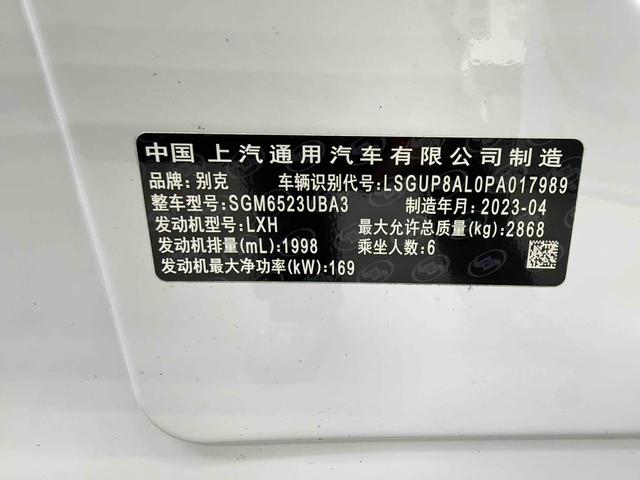 中国 上汽通用汽车有限公司制造
品牌:别克 车辆识别代号:LSGUP8AL0PA017989
整车型号:SGM6523UBA3 制造年月:2023-04
发动机型号:LXH 最大允许总质量(kg):2868
发动机排量(mL):1998 乘坐人数:6
发动机最大净功率(kW):169